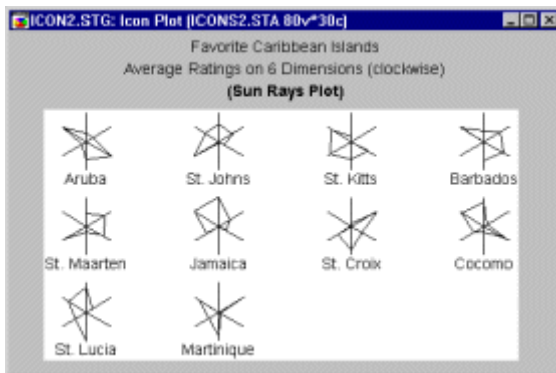 ICON2.STG: Icon Plot (ICONS2.STA 80v*30c)
Favorite Caribbean Islands
Average Ratings on 6 Dimensions (clockwise)
(Sun Rays Plot)
Aruba St. Johns St. Kitts Barbados
St. Maarten Jamaica St. Croix Cocomo
St. Lucia Martinique